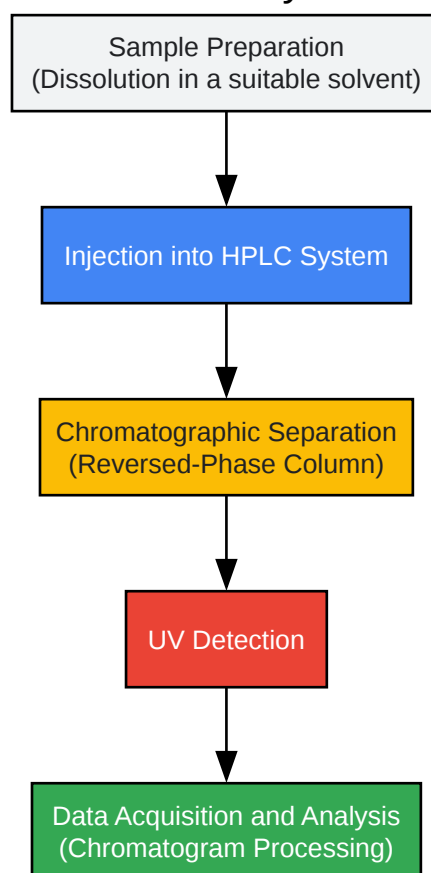 Sample Preparation
(Dissolution in a suitable solvent)
Injection into HPLC System
Chromatographic Separation
(Reversed-Phase Column)
UV Detection
Data Acquisition and Analysis
(Chromatogram Processing)